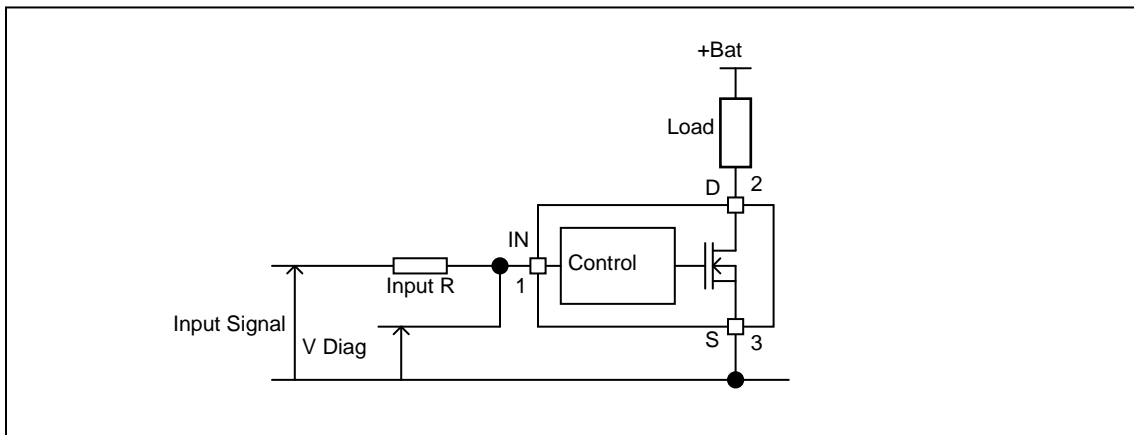 +Bat
Load
D 2
IN
Control
1
Input R
Input Signal
V Diag
S 3